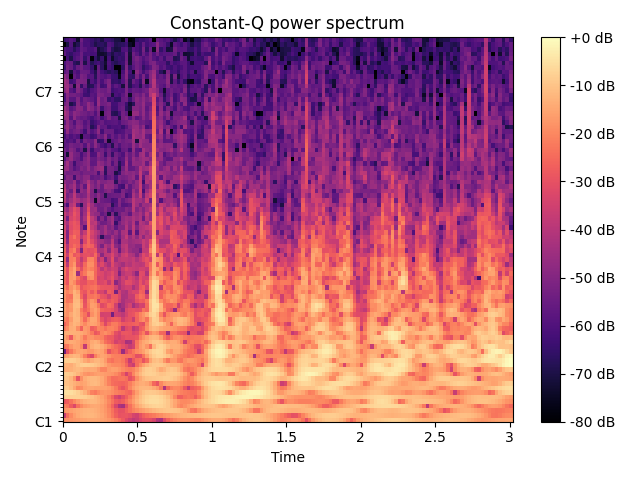 Constant-Q power spectrum
Note
C7
C6
C5
C4
C3
C2
C1
0 0.5 1 1.5 2 2.5 3
Time
+0 dB
-10 dB
-20 dB
-30 dB
-40 dB
-50 dB
-60 dB
-70 dB
-80 dB